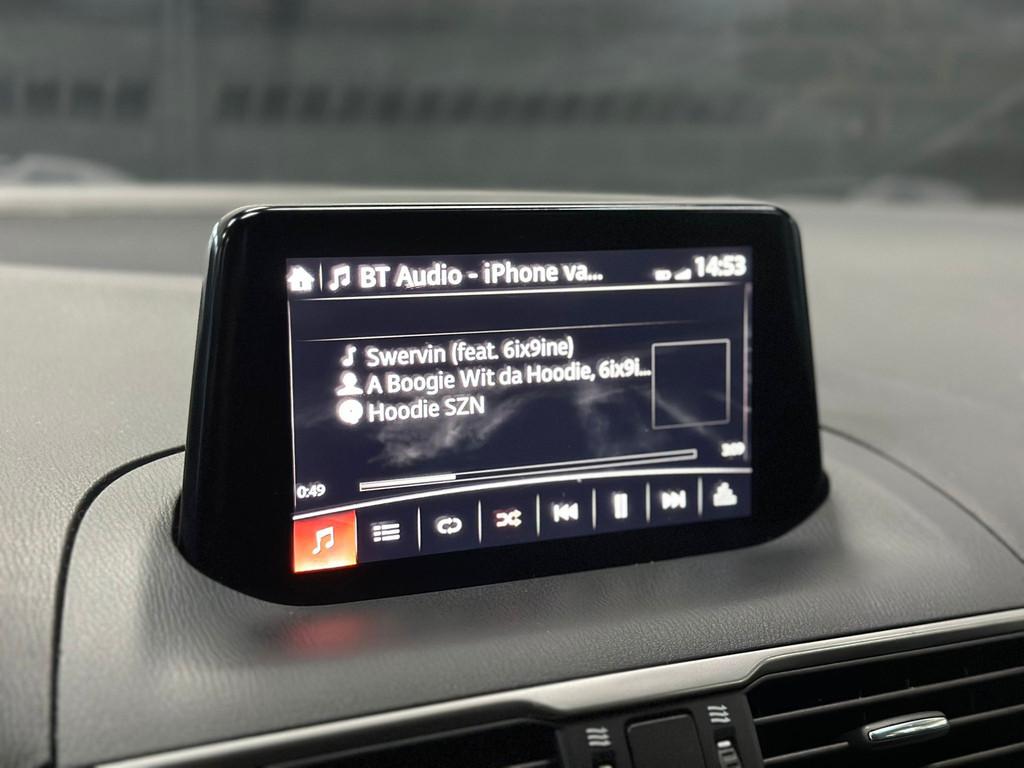 BT Audio - iPhone va... 14:53
Swervin (feat. 6ix9ine)
A Boogie Wit da Hoodie, 6ix9i...
Hoodie SZN
0:49 3:09